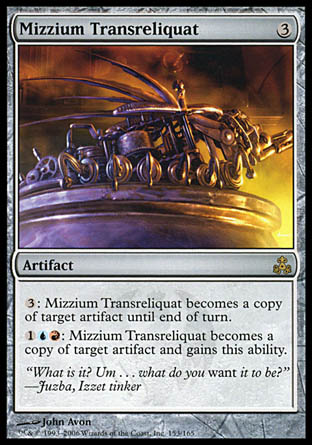 Mizzium Transreliquat 3
Artifact
3: Mizzium Transreliquat becomes a copy
of target artifact until end of turn.
1UR: Mizzium Transreliquat becomes a
copy of target artifact and gains this ability.
“What is it? Um . . . what do you want it to be?”
—Juzba, Izzet tinker
John Avon
™ & © 1993–2006 Wizards of the Coast, Inc. 153/165